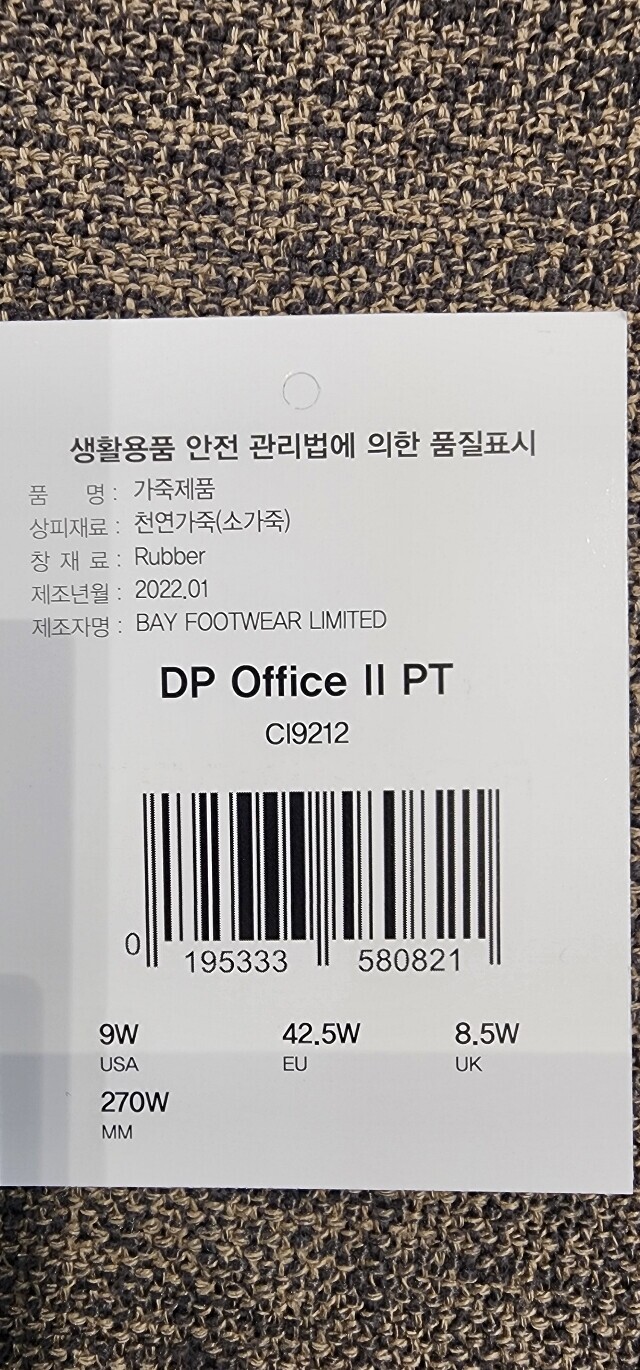 생활용품 안전 관리법에 의한 품질표시
품 명 : 가죽제품
상피재료 : 천연가죽(소가죽)
창 재 료 : Rubber
제조년월 : 2022.01
제조자명 : BAY FOOTWEAR LIMITED
DP Office II PT
CI9212
0 195333 580821
9W 42.5W 8.5W
USA EU UK
270W
MM